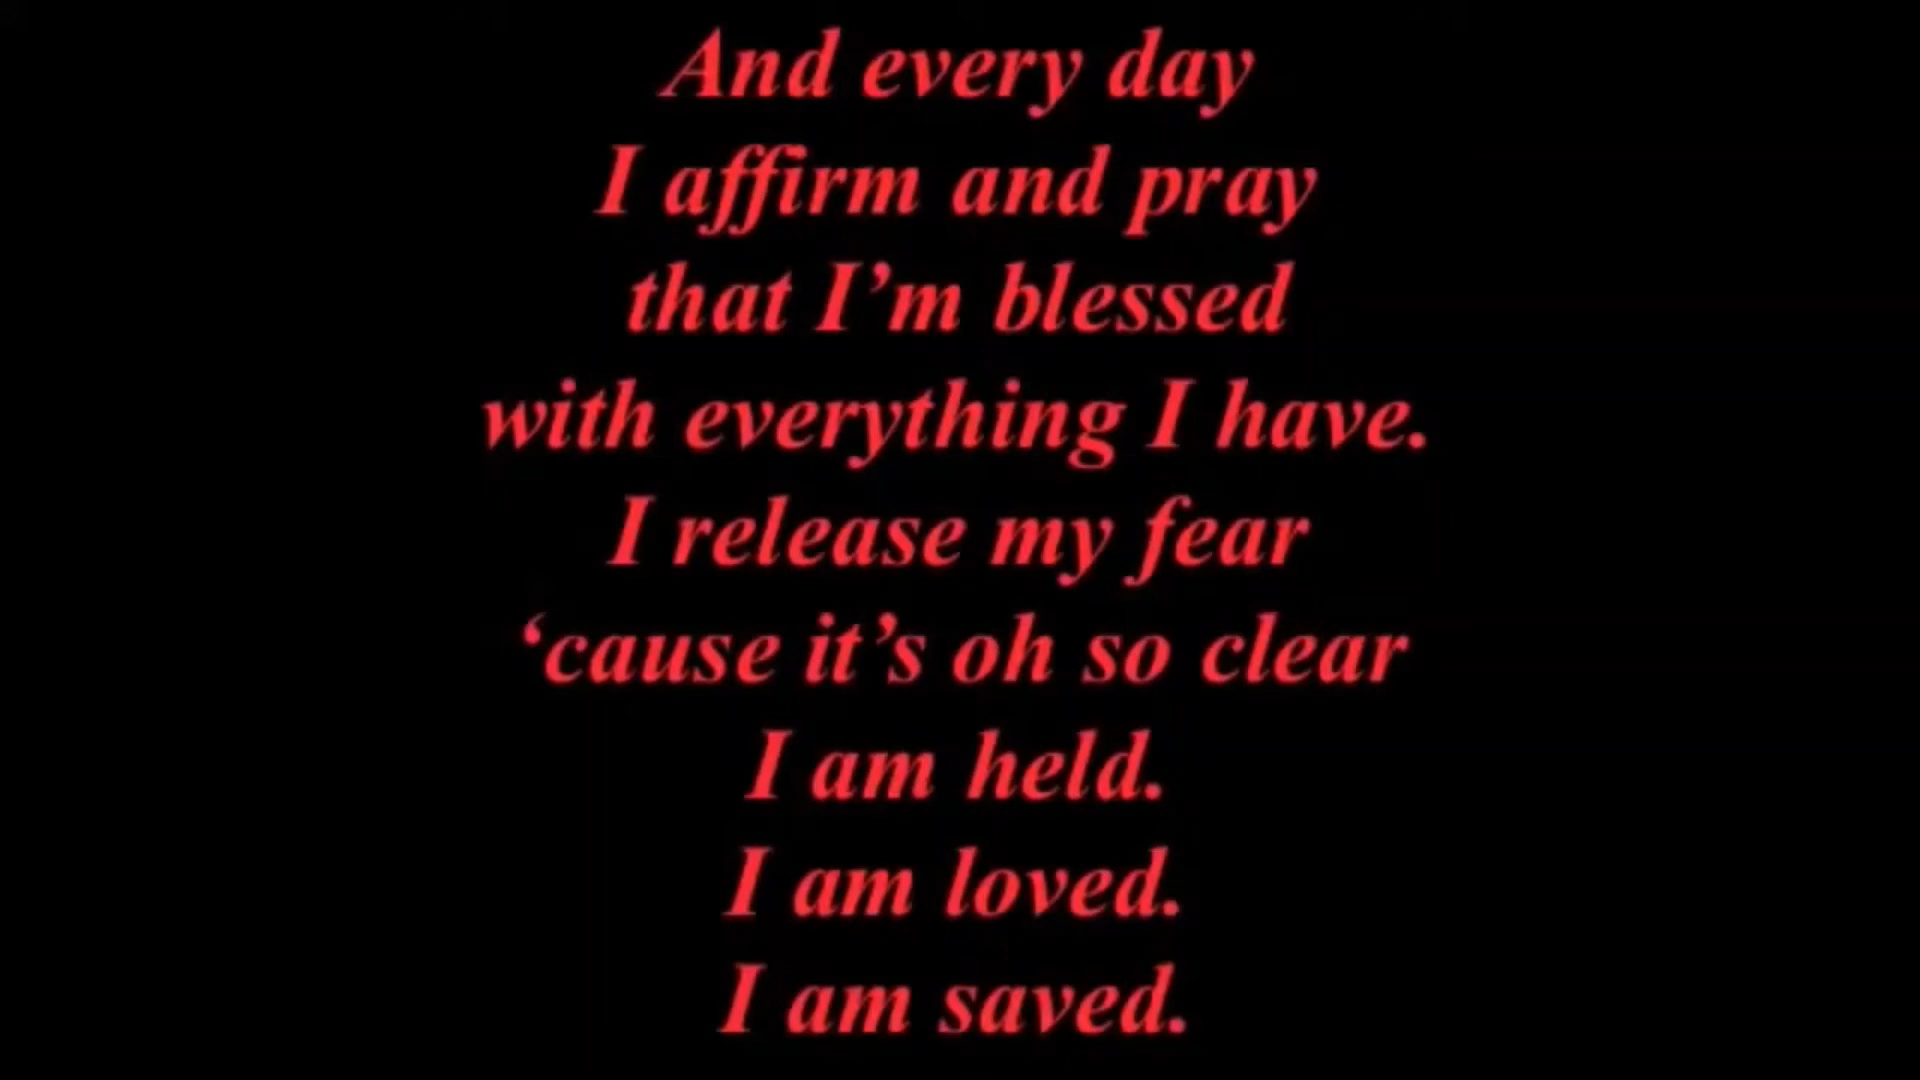 And every day
I affirm and pray
that I’m blessed
with everything I have.
I release my fear
‘cause it’s oh so clear
I am held.
I am loved.
I am saved.